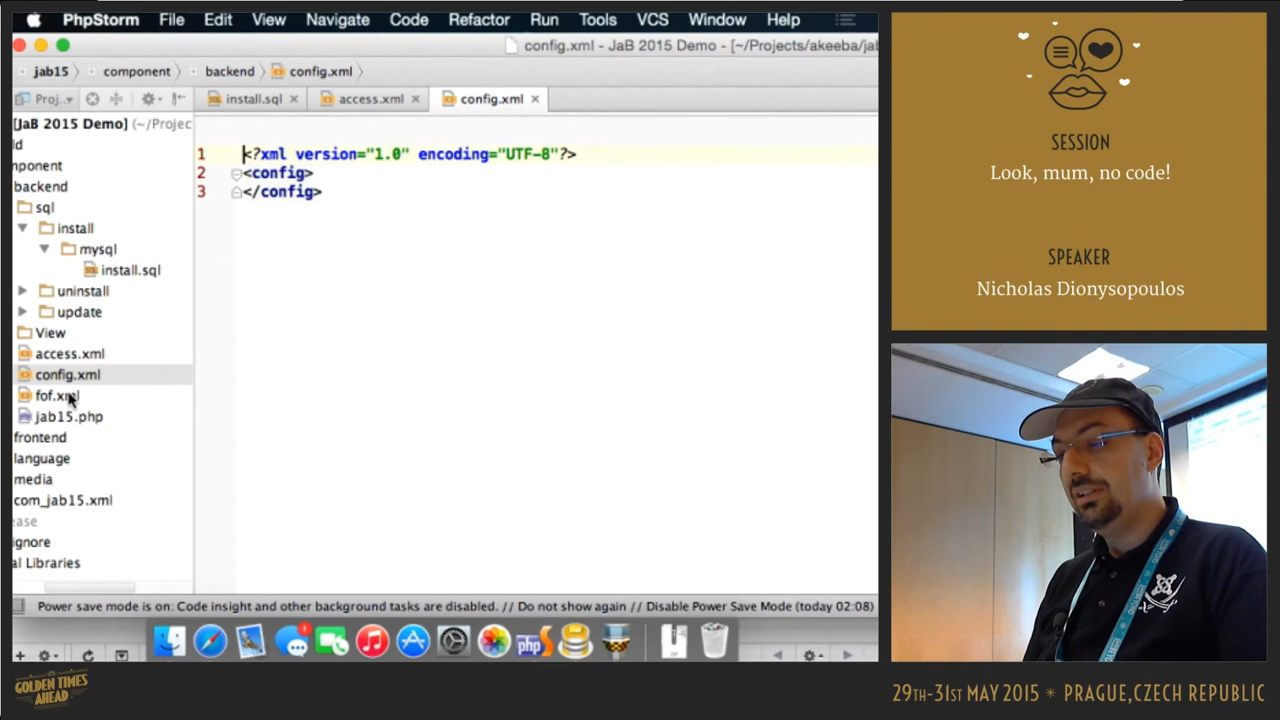 PhpStorm File Edit View Navigate Code Refactor Run Tools VCS Window Help
config.xml - JaB 2015 Demo - [~/Projects/akeeba/jab
jab15 component backend config.xml
Proj.. install.sql access.xml config.xml
[JaB 2015 Demo] (~/Projec
ld
nponent
backend
sql
install
mysql
install.sql
uninstall
update
View
access.xml
config.xml
fof.xml
jab15.php
frontend
language
media
com_jab15.xml
ease
ignore
al Libraries
1 <?xml version="1.0" encoding="UTF-8"?>
2 <config>
3 </config>
Power save mode is on: Code insight and other background tasks are disabled. // Do not show again // Disable Power Save Mode (today 02:08)
php
SESSION
Look, mum, no code!
SPEAKER
Nicholas Dionysopoulos
GOLDEN TIMES
AHEAD
29TH-31ST MAY 2015 * PRAGUE,CZECH REPUBLIC